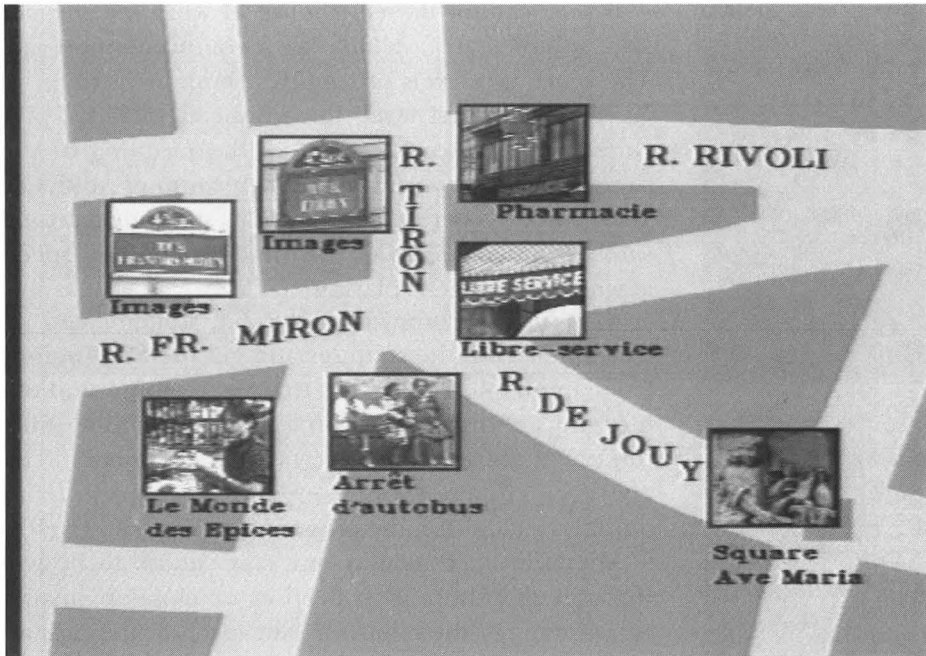 R. RIVOLI
R. TIRON
Pharmacie
Images
LIBRE SERVICE
Images
R. FR. MIRON
Libre-service
R. DE JOUY
Arrêt
d'autobus
Le Monde
des Epices
Square
Ave Maria